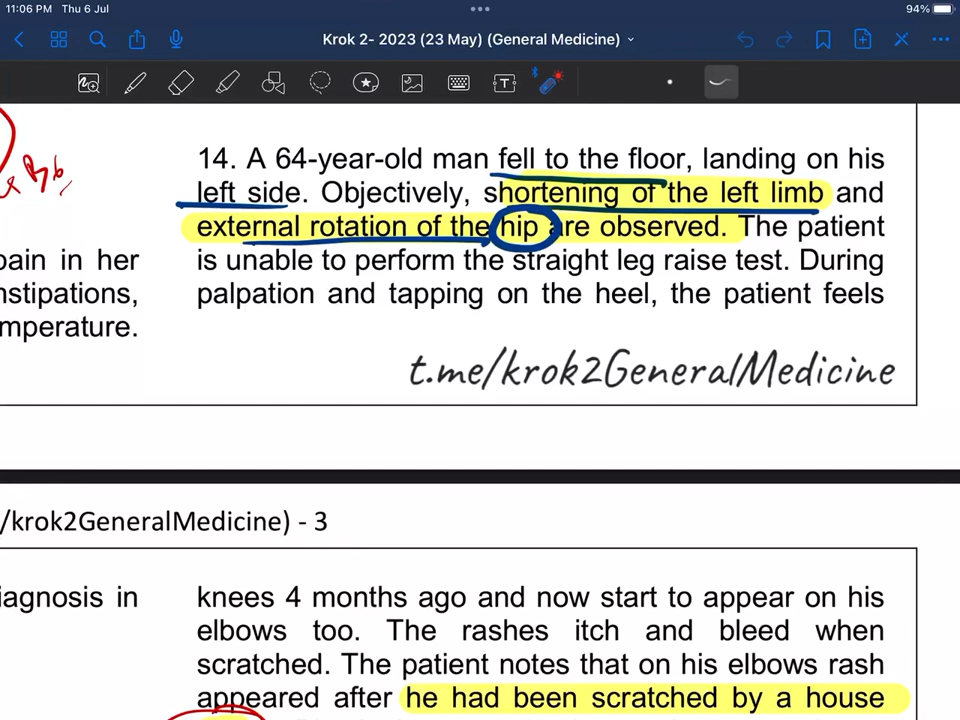 11:06 PM Thu 6 Jul
94%
Krok 2- 2023 (23 May) (General Medicine)
T
14. A 64-year-old man fell to the floor, landing on his
left side. Objectively, shortening of the left limb and
external rotation of the hip are observed. The patient
is unable to perform the straight leg raise test. During
palpation and tapping on the heel, the patient feels
pain in her
nstipations,
mperature.
t.me/krok2GeneralMedicine
/krok2GeneralMedicine) - 3
iagnosis in
knees 4 months ago and now start to appear on his
elbows too. The rashes itch and bleed when
scratched. The patient notes that on his elbows rash
appeared after he had been scratched by a house